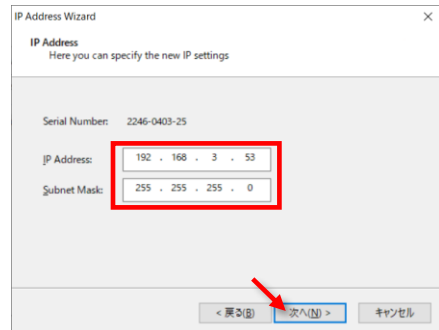 IP Address Wizard
IP Address
Here you can specify the new IP settings
Serial Number: 2246-0403-25
IP Address: 192 . 168 . 3 . 53
Subnet Mask: 255 . 255 . 255 . 0
< 戻る(B) 次へ(N) > キャンセル